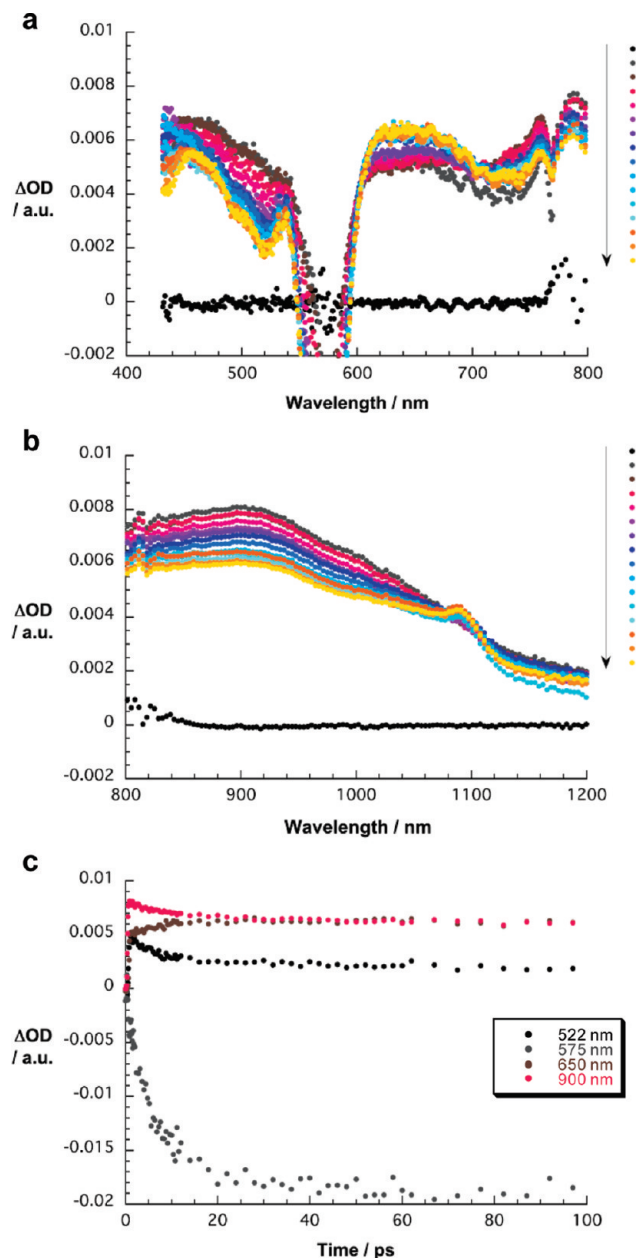 a
0.01
0.008
0.006
0.004
0.002
0
-0.002
ΔOD
/ a.u.
400 500 600 700 800
Wavelength / nm
b
0.01
0.008
0.006
0.004
0.002
0
-0.002
ΔOD
/ a.u.
800 900 1000 1100 1200
Wavelength / nm
c
0.01
0.005
0
-0.005
-0.01
-0.015
-0.02
ΔOD
/ a.u.
522 nm
575 nm
650 nm
900 nm
0 20 40 60 80 100
Time / ps